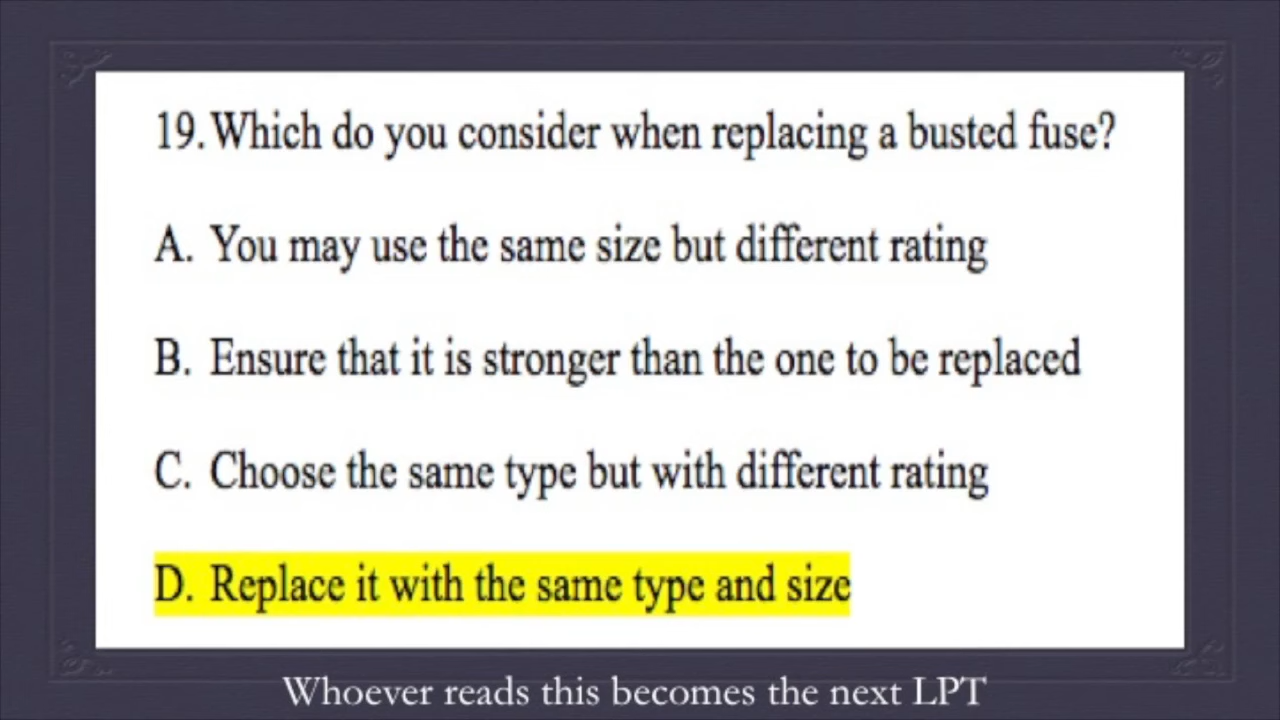 19. Which do you consider when replacing a busted fuse?
A. You may use the same size but different rating
B. Ensure that it is stronger than the one to be replaced
C. Choose the same type but with different rating
D. Replace it with the same type and size
Whoever reads this becomes the next LPT